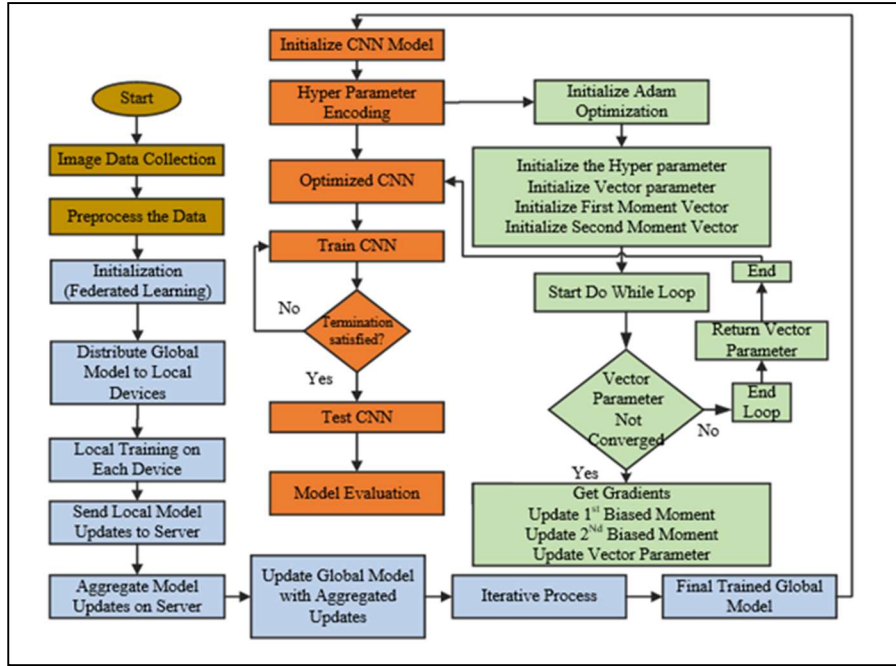 Start
Image Data Collection
Preprocess the Data
Initialization
(Federated Learning)
Distribute Global
Model to Local
Devices
Local Training on
Each Device
Send Local Model
Updates to Server
Aggregate Model
Updates on Server
Update Global Model
with Aggregated
Updates
Iterative Process
Final Trained Global
Model
Initialize CNN Model
Hyper Parameter
Encoding
Optimized CNN
Train CNN
No
Termination
satisfied?
Yes
Test CNN
Model Evaluation
Initialize Adam
Optimization
Initialize the Hyper parameter
Initialize Vector parameter
Initialize First Moment Vector
Initialize Second Moment Vector
Start Do While Loop
Vector
Parameter
Not
Converged
No
End
Loop
Return Vector
Parameter
End
Yes
Get Gradients
Update 1st Biased Moment
Update 2Nd Biased Moment
Update Vector Parameter